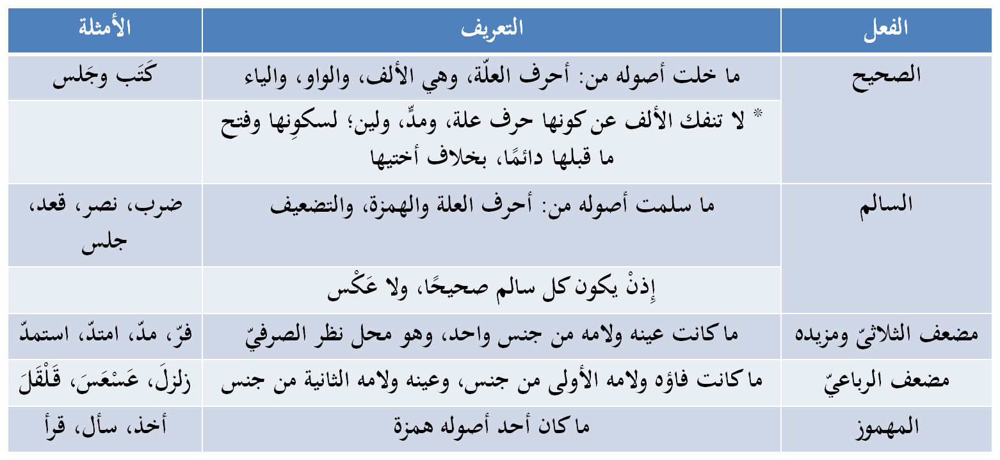 الفعل
التعريف
الأمثلة
الصحيح
ما خلت أصوله من: أحرف العلّة، وهي الألف، والواو، والياء
كَتَب وجَلس
* لا تنفك الألف عن كونها حرف علة، ومدٍّ، ولين؛ لسكونِها وفتح
ما قبلها دائمًا، بخلاف أختيها
السالم
ما سلمت أصوله من: أحرف العلة والهمزة، والتضعيف
ضرب، نصر، قعد،
جلس
إِذنْ يكون كل سالم صحيحًا، ولا عَكْس
مضعف الثلاثىّ ومزيده
ما كانت عينه ولامه من جنس واحد، وهو محل نظر الصرفيّ
فرّ، مدّ، امتدّ، استمدّ
مضعف الرباعيّ
ما كانت فاؤه ولامه الأولى من جنس، وعينه ولامه الثانية من جنس
زلزلَ، عَسْعَسَ، قَلْقَلَ
المهموز
ما كان أحد أصوله همزة
أخذ، سأل، قرأ